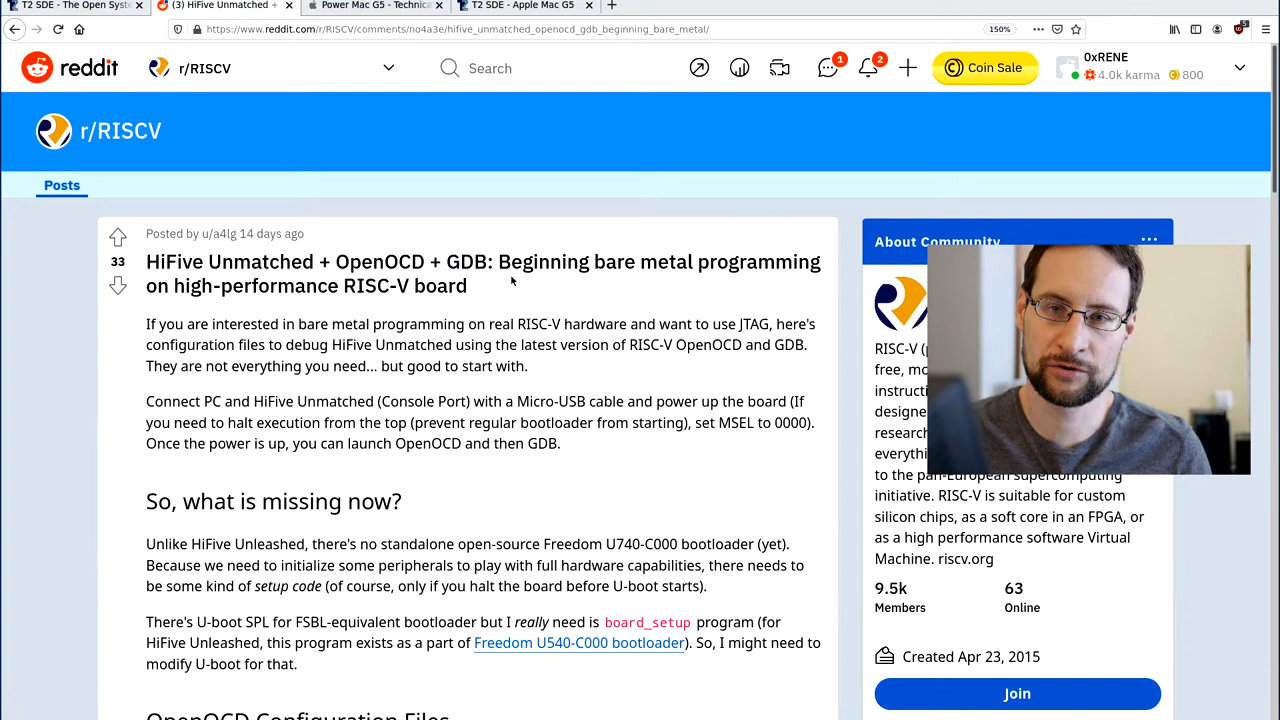 T2 SDE - The Open Syst
(3) HiFive Unmatched +
Power Mac G5 - Technica
T2 SDE - Apple Mac G5
https://www.reddit.com/r/RISCV/comments/no4a3e/hifive_unmatched_openocd_gdb_beginning_bare_metal/
150%
reddit
r/RISCV
Search
1
2
Coin Sale
0xRENE
4.0k karma
800
r/RISCV
Posts
Posted by u/a4lg 14 days ago
33
HiFive Unmatched + OpenOCD + GDB: Beginning bare metal programming
on high-performance RISC-V board
If you are interested in bare metal programming on real RISC-V hardware and want to use JTAG, here's
configuration files to debug HiFive Unmatched using the latest version of RISC-V OpenOCD and GDB.
They are not everything you need... but good to start with.
Connect PC and HiFive Unmatched (Console Port) with a Micro-USB cable and power up the board (If
you need to halt execution from the top (prevent regular bootloader from starting), set MSEL to 0000).
Once the power is up, you can launch OpenOCD and then GDB.
So, what is missing now?
Unlike HiFive Unleashed, there's no standalone open-source Freedom U740-C000 bootloader (yet).
Because we need to initialize some peripherals to play with full hardware capabilities, there needs to
be some kind of setup code (of course, only if you halt the board before U-boot starts).
There's U-boot SPL for FSBL-equivalent bootloader but I really need is board_setup program (for
HiFive Unleashed, this program exists as a part of Freedom U540-C000 bootloader). So, I might need to
modify U-boot for that.
OpenOCD Configuration Files
About Community
RISC-V (
free, mo
instructi
designe
researc
everythi
to the pan-European supercomputing
initiative. RISC-V is suitable for custom
silicon chips, as a soft core in an FPGA, or
as a high performance software Virtual
Machine. riscv.org
9.5k
63
Members
Online
Created Apr 23, 2015
Join